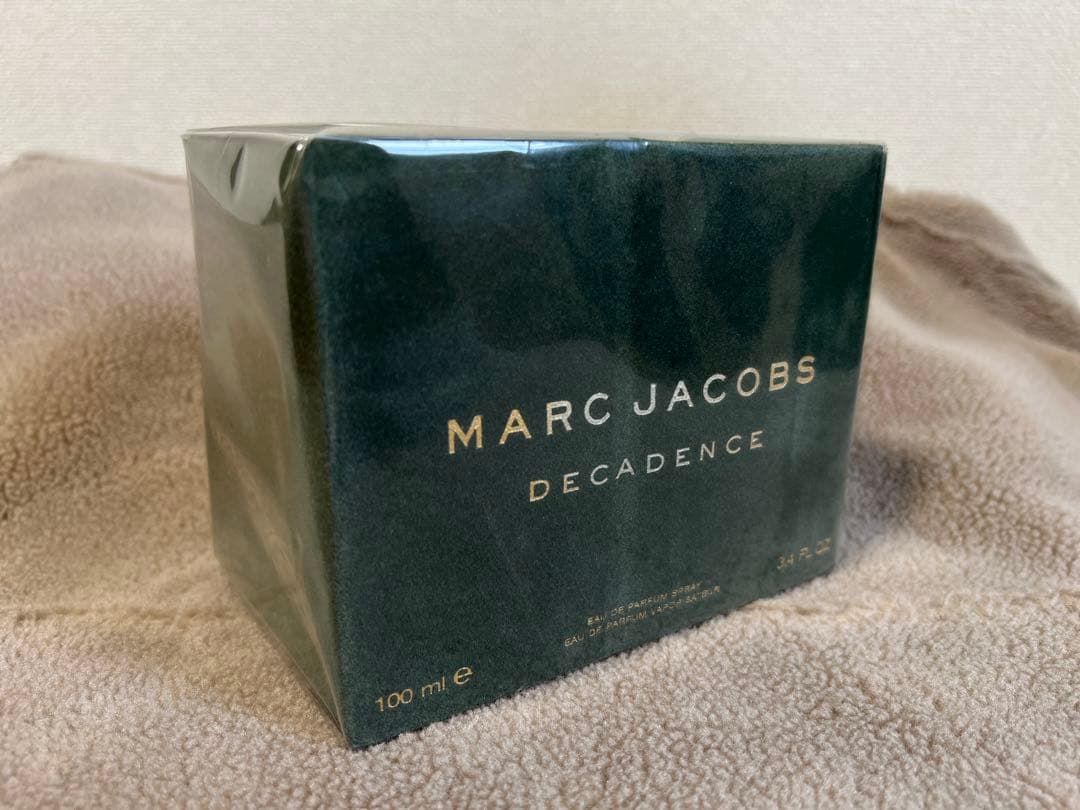 MARC JACOBS
DECADENCE
3.4 FL OZ
EAU DE PARFUM SPRAY
EAU DE PARFUM VAPORISATEUR
100 ml e